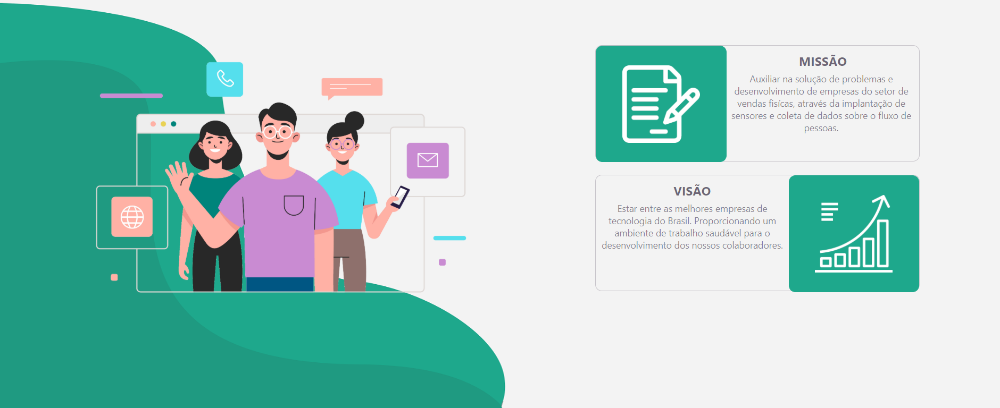 MISSÃO
Auxiliar na solução de problemas e
desenvolvimento de empresas do setor de
vendas fisícas, através da implantação de
sensores e coleta de dados sobre o fluxo de
pessoas.
VISÃO
Estar entre as melhores empresas de
tecnologia do Brasil. Proporcionando um
ambiente de trabalho saudável para o
desenvolvimento dos nossos colaboradores.